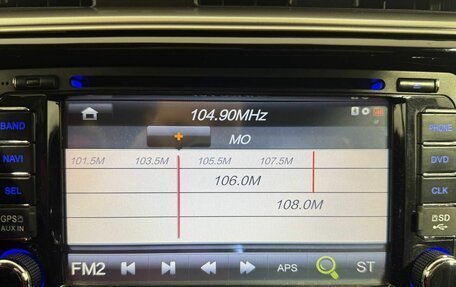 104.90MHz
BAND
PHONE
+
MO
NAVI
101.5M 103.5M 105.5M 107.5M
DVD
106.0M
SEL
CLK
108.0M
GPS
SD
AUX IN
FM2
APS
ST